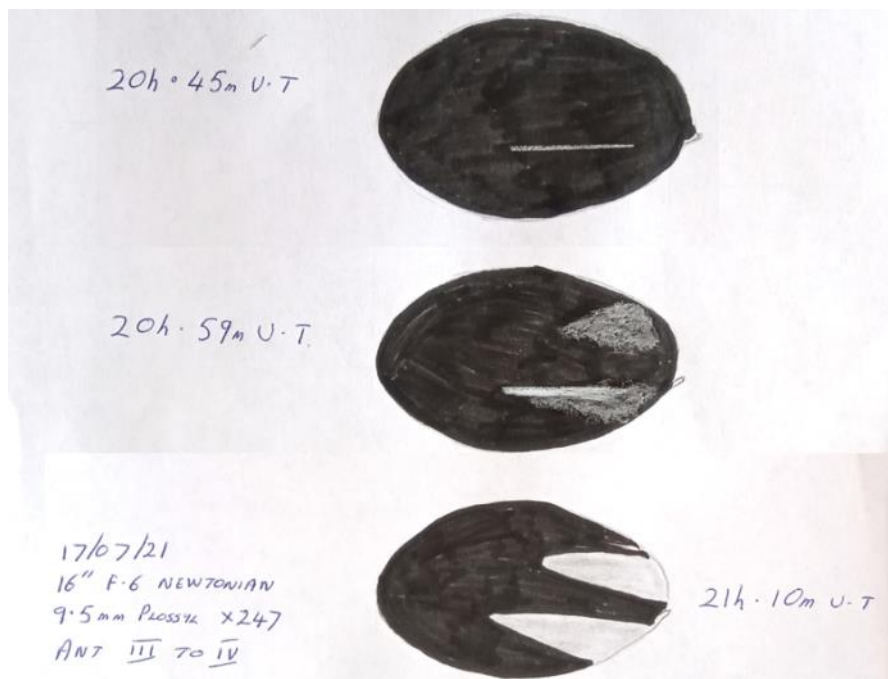 20h·45m U·T
20h·59m U·T.
17/07/21
16" F·6 NEWTONIAN
9·5mm PLOSSYL ×247
ANT III TO IV
21h·10m U·T